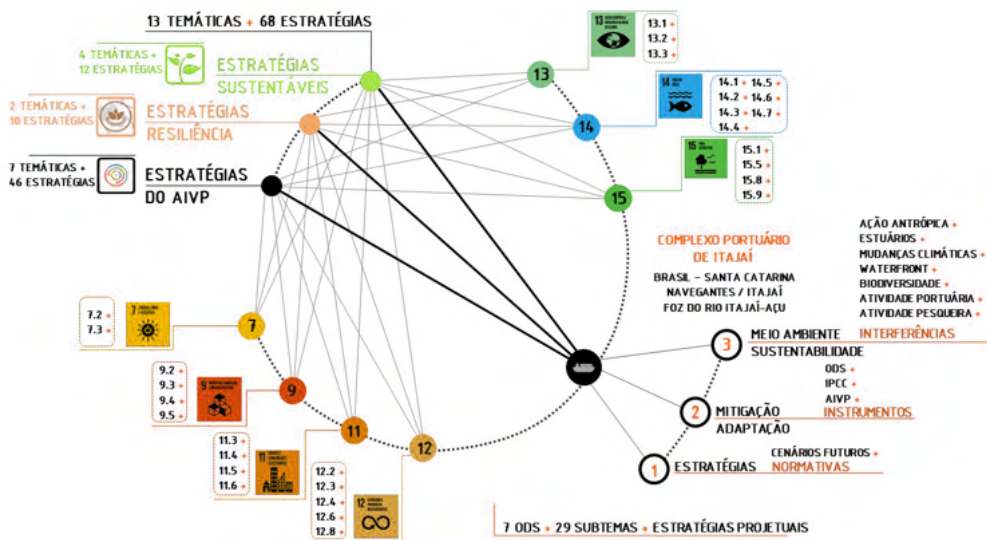 13 TEMÁTICAS + 68 ESTRATÉGIAS
4 TEMÁTICAS +
12 ESTRATÉGIAS
ESTRATÉGIAS
SUSTENTÁVEIS
2 TEMÁTICAS +
10 ESTRATÉGIAS
ESTRATÉGIAS
RESILIÊNCIA
7 TEMÁTICAS +
46 ESTRATÉGIAS
ESTRATÉGIAS
DO AIVP
13
13
13.1 +
13.2 +
13.3 +
14
14
14.1 + 14.5 +
14.2 + 14.6 +
14.3 + 14.7 +
14.4 +
15
15
15.1 +
15.5 +
15.8 +
15.9 +
COMPLEXO PORTUÁRIO
DE ITAJAÍ
BRASIL - SANTA CATARINA
NAVEGANTES / ITAJAÍ
FOZ DO RIO ITAJAÍ-AÇU
AÇÃO ANTRÓPICA +
ESTUÁRIOS +
MUDANÇAS CLIMÁTICAS +
WATERFRONT +
BIODIVERSIDADE +
ATIVIDADE PORTUÁRIA +
ATIVIDADE PESQUEIRA +
3
MEIO AMBIENTE INTERFERÊNCIAS
SUSTENTABILIDADE
ODS +
IPCC +
AIVP +
2
MITIGAÇÃO INSTRUMENTOS
ADAPTAÇÃO
CENÁRIOS FUTUROS +
1
ESTRATÉGIAS NORMATIVAS
7.2 +
7.3 +
7
7
9.2 +
9.3 +
9.4 +
9.5 +
9
9
11.3 +
11.4 +
11.5 +
11.6 +
11
11
12.2 +
12.3 +
12.4 +
12.6 +
12.8 +
12
12
7 ODS + 29 SUBTEMAS + ESTRATÉGIAS PROJETUAIS